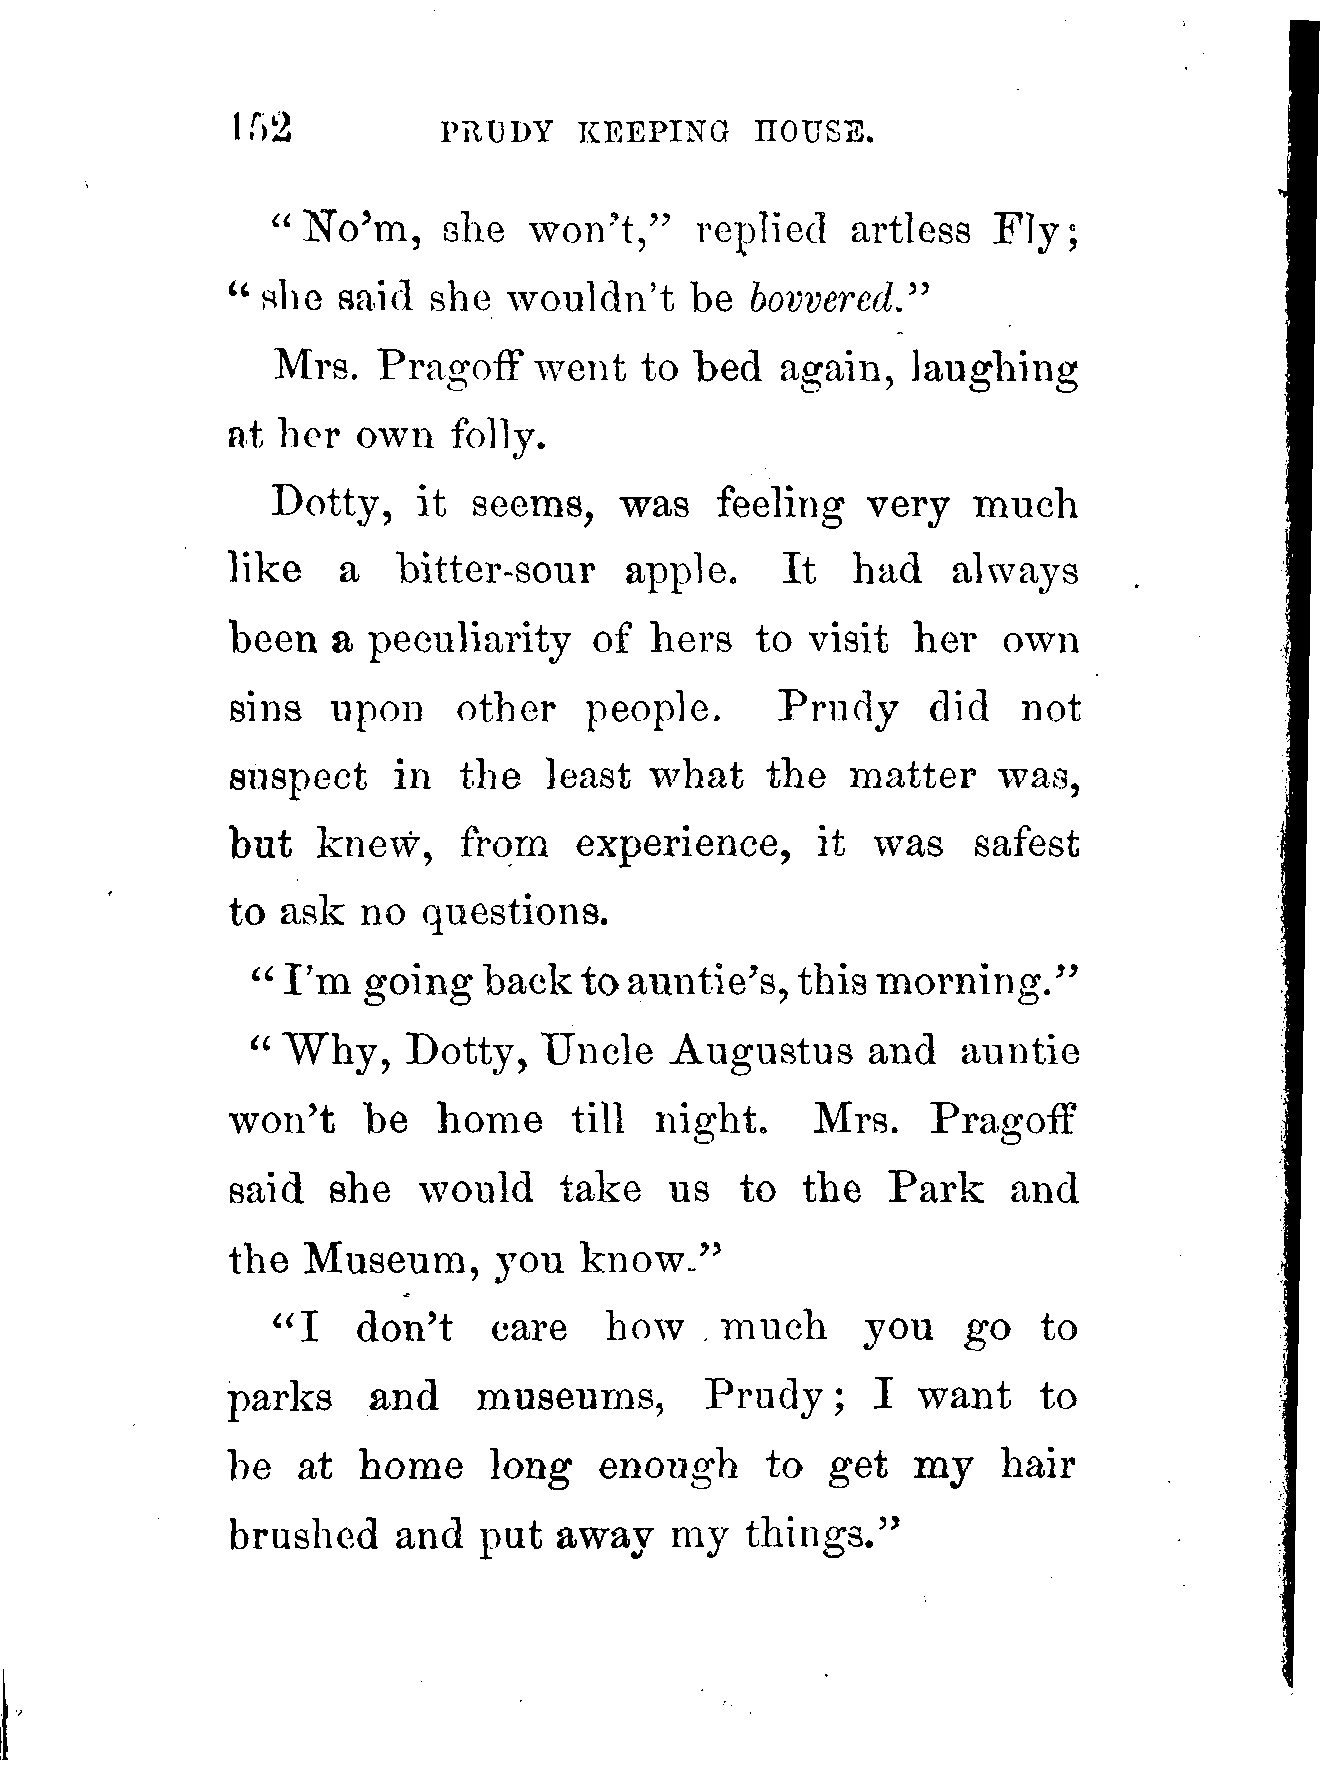 152 PRUDY KEEPING HOUSE.
"No'm, she won't," replied artless Fly;
"she said she wouldn't be bovvered."
Mrs. Pragoff went to bed again, laughing
at her own folly.
Dotty, it seems, was feeling very much
like a bitter-sour apple. It had always
been a peculiarity of hers to visit her own
sins upon other people. Prudy did not
suspect in the least what the matter was,
but knew, from experience, it was safest
to ask no questions.
"I'm going back to auntie's, this morning."
"Why, Dotty, Uncle Augustus and auntie
won't be home till night. Mrs. Pragoff
said she would take us to the Park and
the Museum, you know."
"I don't care how much you go to
parks and museums, Prudy; I want to
be at home long enough to get my hair
brushed and put away my things."